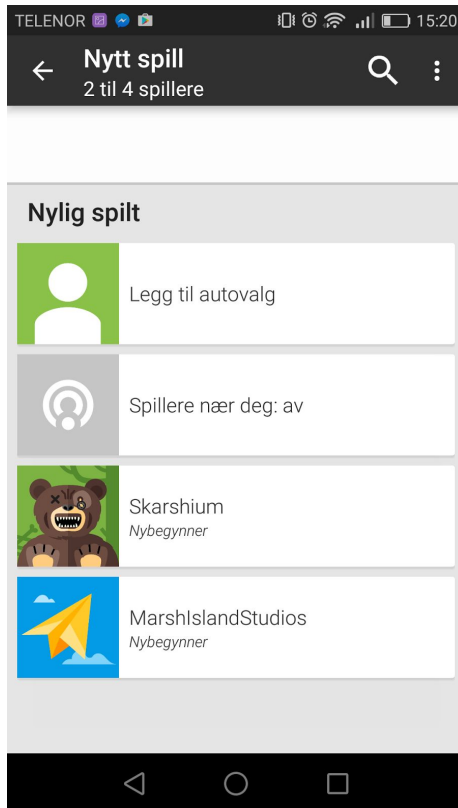 TELENOR 15:20
Nytt spill
2 til 4 spillere
Nylig spilt
Legg til autovalg
Spillere nær deg: av
Skarshium
Nybegynner
MarshIslandStudios
Nybegynner